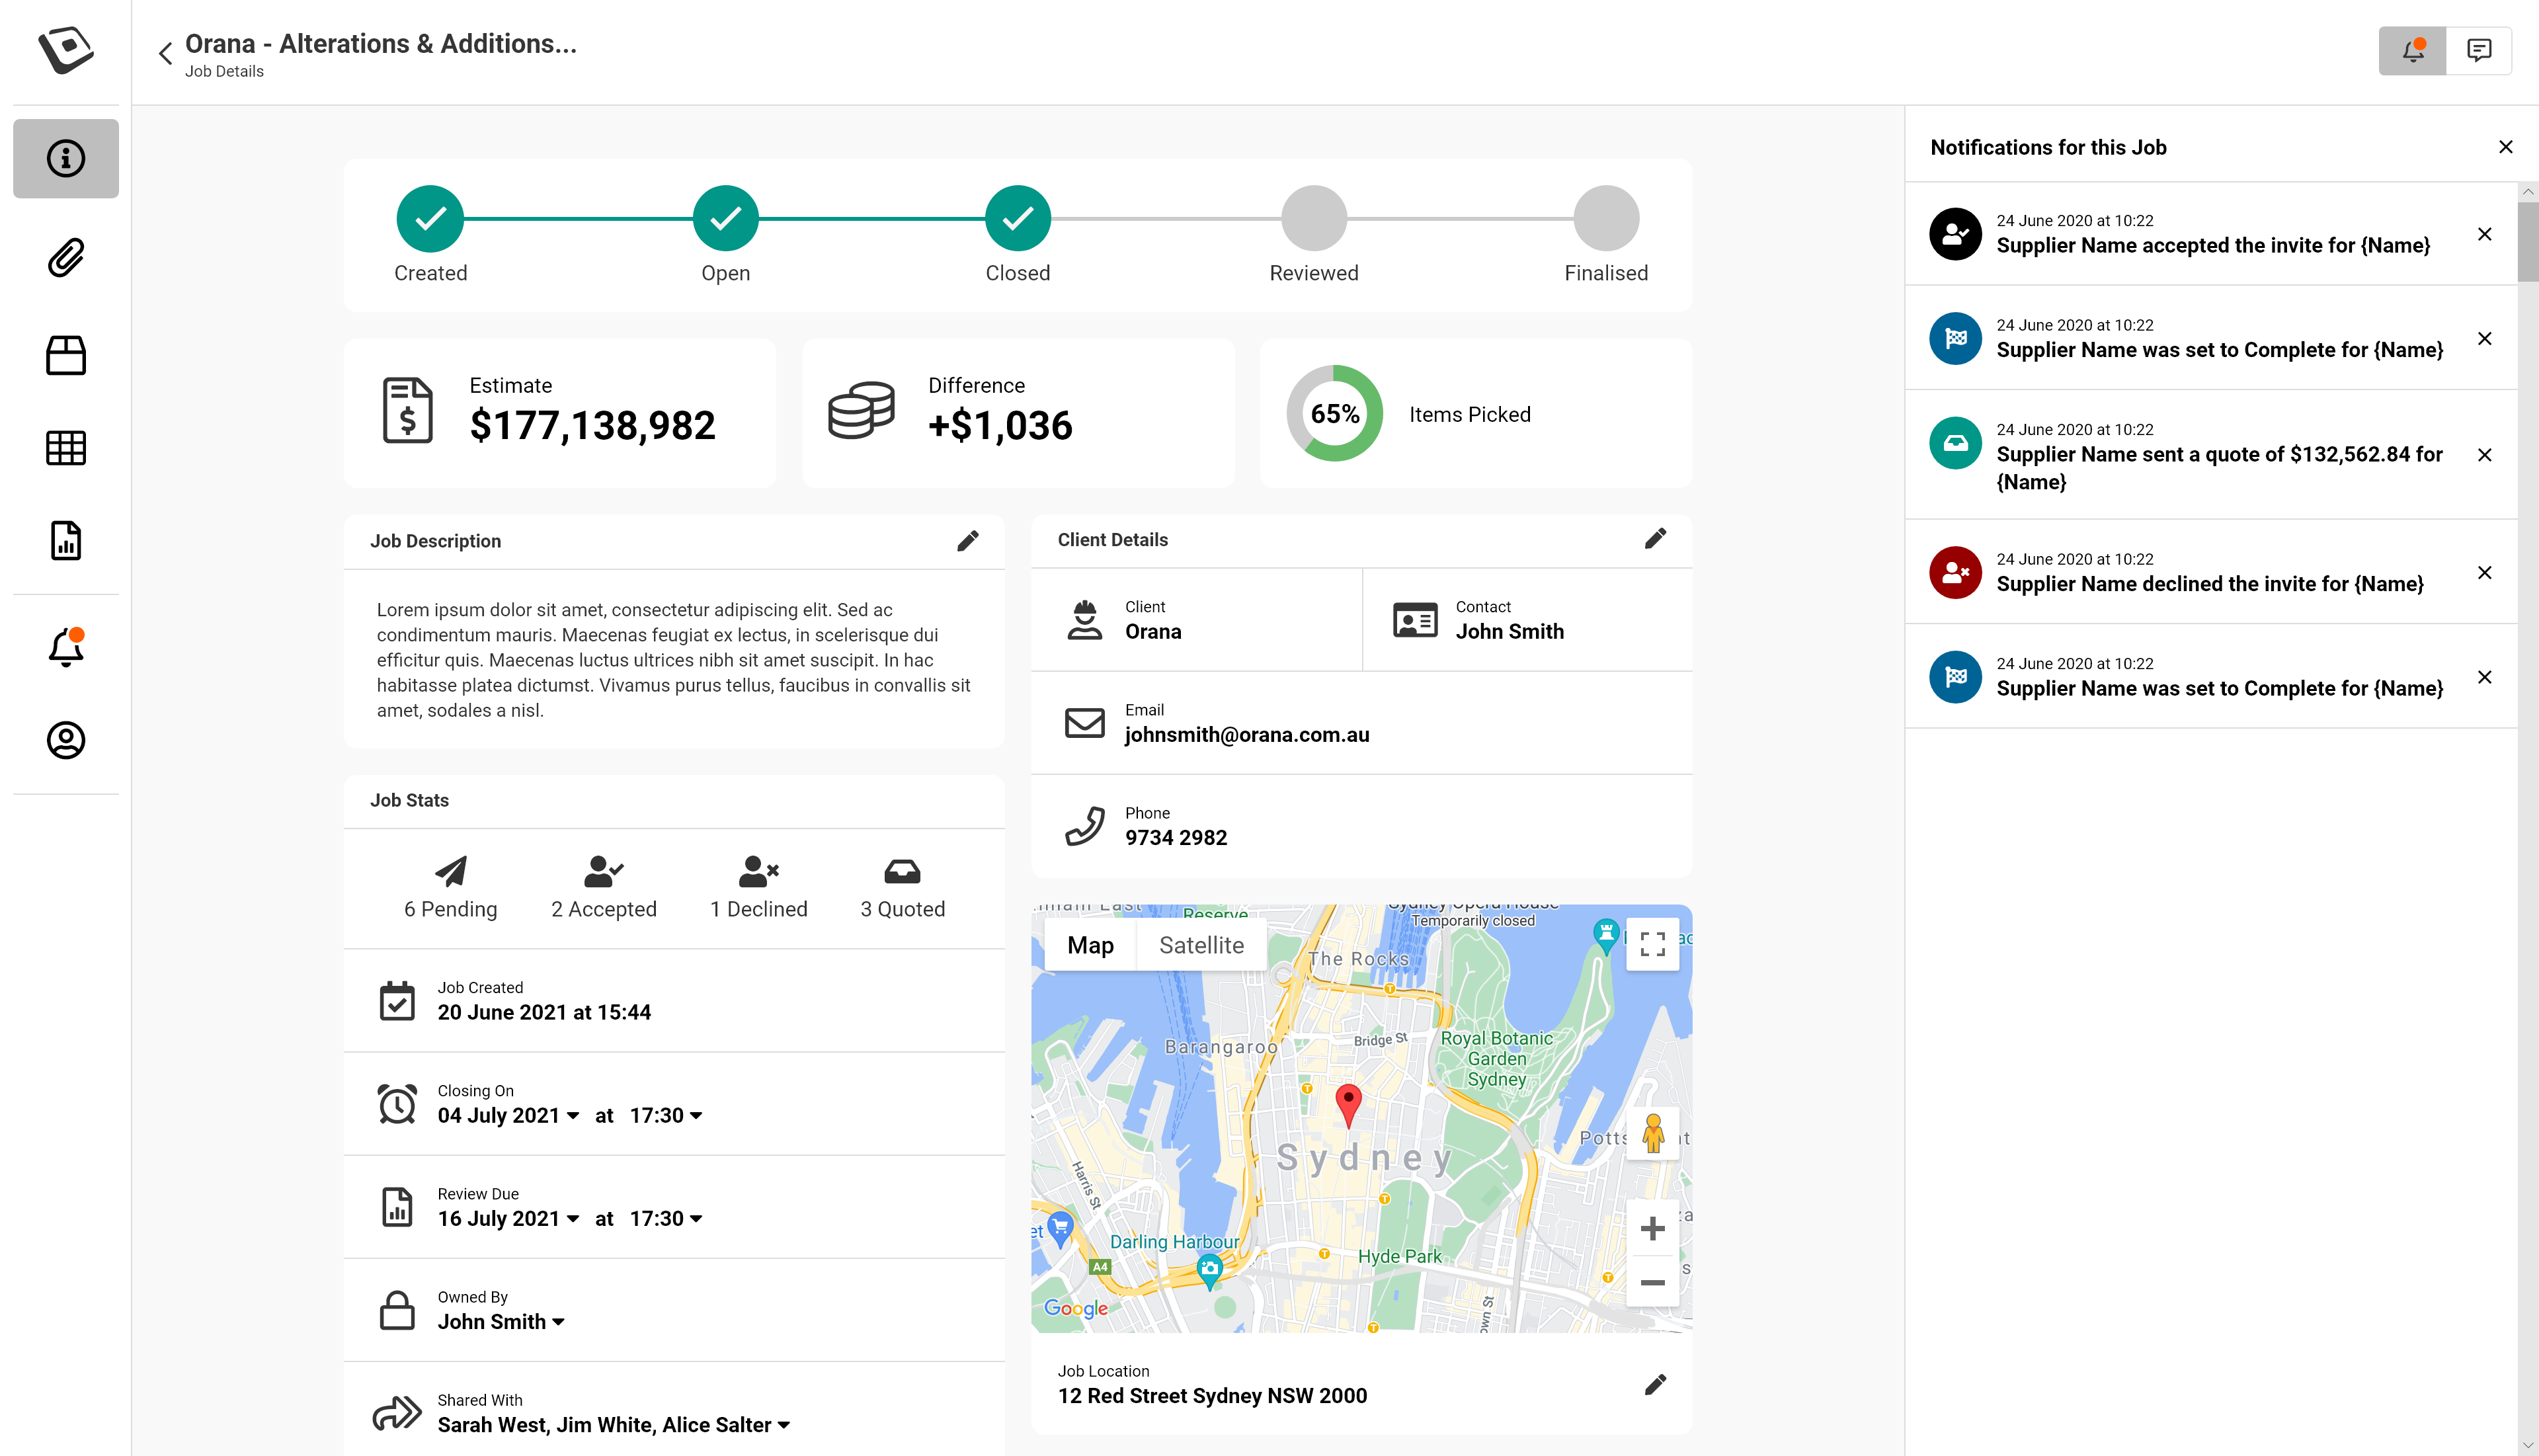 Orana - Alterations & Additions...
Job Details
Created
Open
Closed
Reviewed
Finalised
Estimate
$177,138,982
Difference
+$1,036
65%
Items Picked
Job Description
Lorem ipsum dolor sit amet, consectetur adipiscing elit. Sed ac
condimentum mauris. Maecenas feugiat ex lectus, in scelerisque dui
efficitur quis. Maecenas luctus ultrices nibh sit amet suscipit. In hac
habitasse platea dictumst. Vivamus purus tellus, faucibus in convallis sit
amet, sodales a nisl.
Job Stats
6 Pending
2 Accepted
1 Declined
3 Quoted
Job Created
20 June 2021 at 15:44
Closing On
04 July 2021 at 17:30
Review Due
16 July 2021 at 17:30
Owned By
John Smith
Shared With
Sarah West, Jim White, Alice Salter
Client Details
Client
Orana
Contact
John Smith
Email
johnsmith@orana.com.au
Phone
9734 2982
Reserve
Sydney Opera House
Temporarily closed
Map
Satellite
The Rocks
Barangaroo
Bridge St
Royal Botanic
Garden
Sydney
Sydney
Harris St
Darling Harbour
Hyde Park
A4
Google
Job Location
12 Red Street Sydney NSW 2000
Notifications for this Job
24 June 2020 at 10:22
Supplier Name accepted the invite for {Name}
24 June 2020 at 10:22
Supplier Name was set to Complete for {Name}
24 June 2020 at 10:22
Supplier Name sent a quote of $132,562.84 for
{Name}
24 June 2020 at 10:22
Supplier Name declined the invite for {Name}
24 June 2020 at 10:22
Supplier Name was set to Complete for {Name}